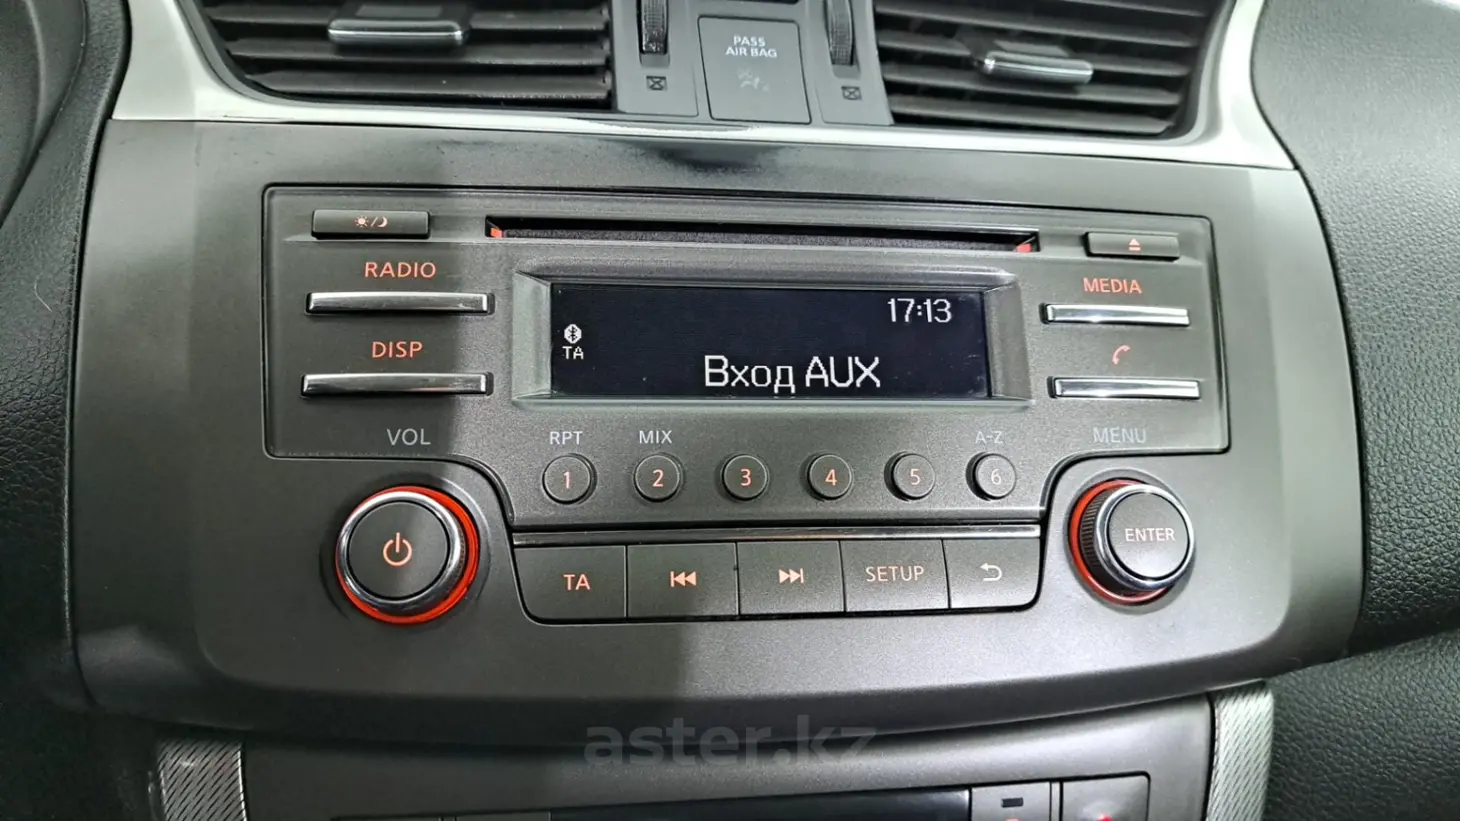 PASS
AIR BAG
RADIO
MEDIA
17:13
DISP
TA
Вход AUX
VOL
RPT
MIX
A-Z
MENU
1
2
3
4
5
6
ENTER
TA
SETUP
aster.kz